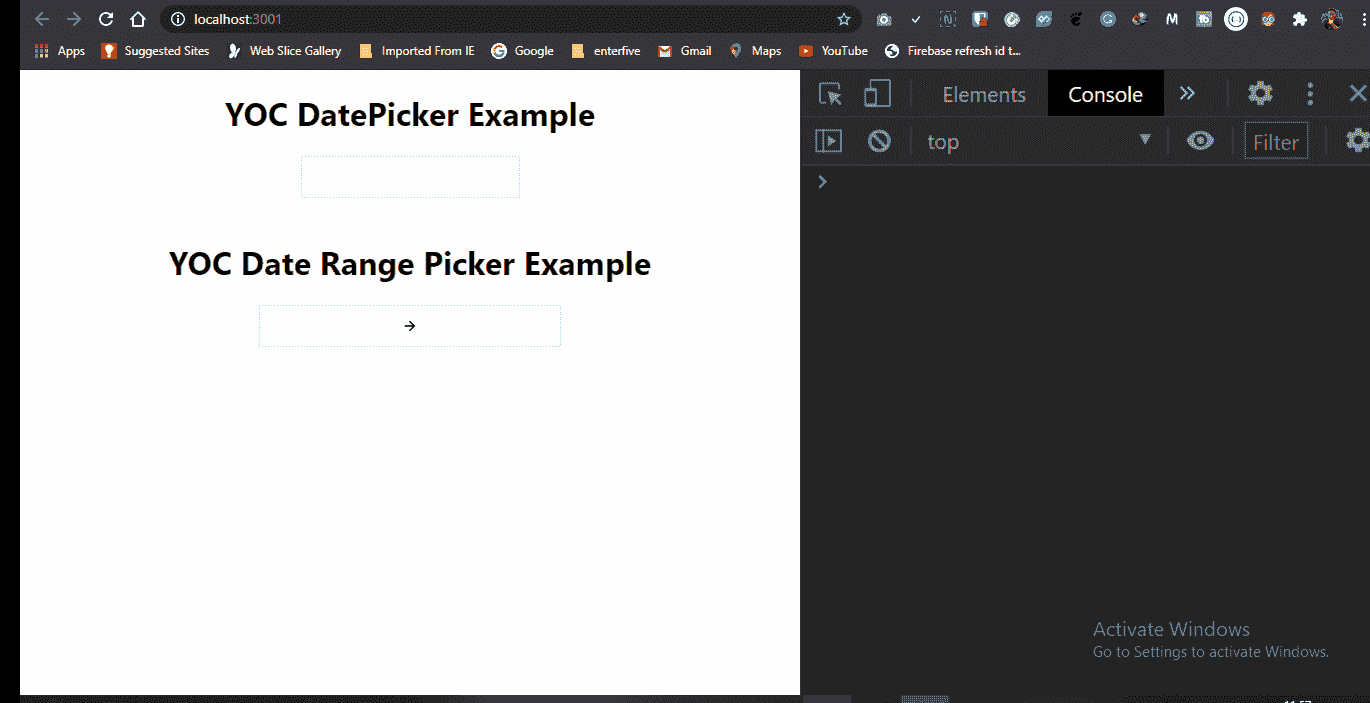 localhost:3001
Apps Suggested Sites Web Slice Gallery Imported From IE Google enterfive Gmail Maps YouTube Firebase refresh id t...
Elements Console
top Filter
YOC DatePicker Example
YOC Date Range Picker Example
→
Activate Windows
Go to Settings to activate Windows.